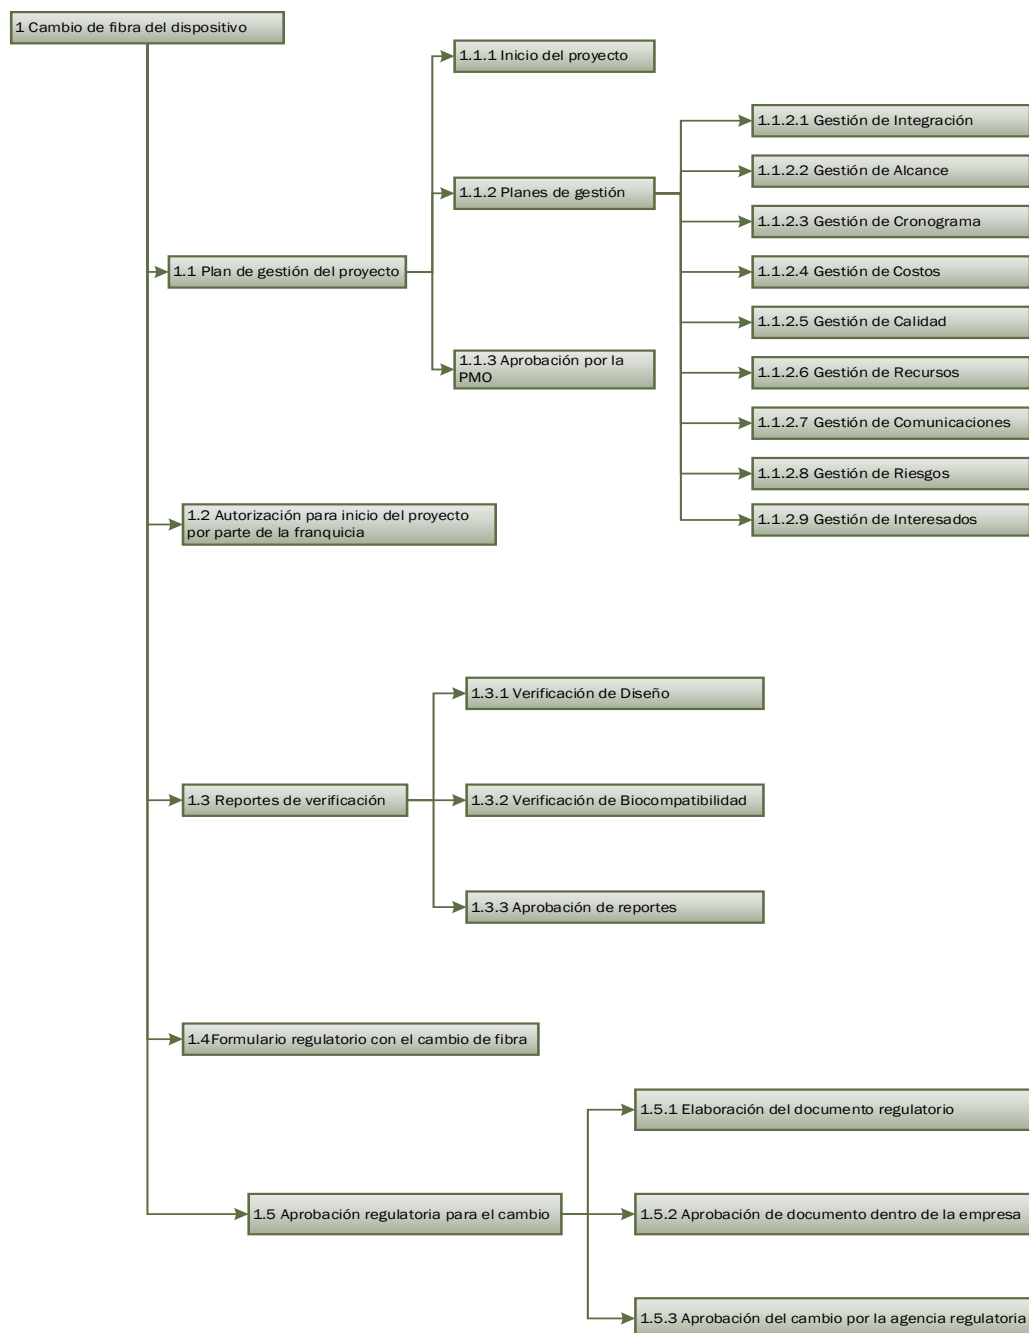 1 Cambio de fibra del dispositivo
1.1 Plan de gestión del proyecto
1.1.1 Inicio del proyecto
1.1.2 Planes de gestión
1.1.2.1 Gestión de Integración
1.1.2.2 Gestión de Alcance
1.1.2.3 Gestión de Cronograma
1.1.2.4 Gestión de Costos
1.1.2.5 Gestión de Calidad
1.1.2.6 Gestión de Recursos
1.1.2.7 Gestión de Comunicaciones
1.1.2.8 Gestión de Riesgos
1.1.2.9 Gestión de Interesados
1.1.3 Aprobación por la
PMO
1.2 Autorización para inicio del proyecto
por parte de la franquicia
1.3 Reportes de verificación
1.3.1 Verificación de Diseño
1.3.2 Verificación de Biocompatibilidad
1.3.3 Aprobación de reportes
1.4Formulario regulatorio con el cambio de fibra
1.5 Aprobación regulatoria para el cambio
1.5.1 Elaboración del documento regulatorio
1.5.2 Aprobación de documento dentro de la empresa
1.5.3 Aprobación del cambio por la agencia regulatoria